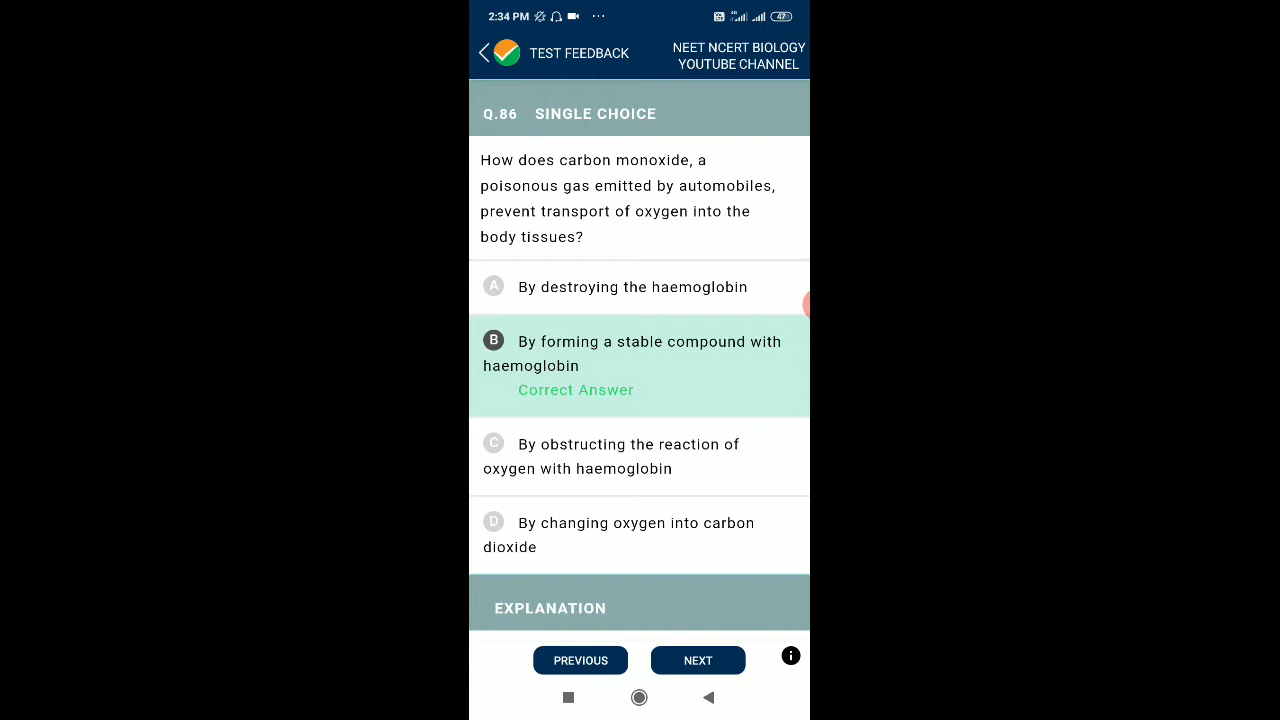 2:34 PM ... 4G 47
TEST FEEDBACK
NEET NCERT BIOLOGY
YOUTUBE CHANNEL
Q.86 SINGLE CHOICE
How does carbon monoxide, a
poisonous gas emitted by automobiles,
prevent transport of oxygen into the
body tissues?
A By destroying the haemoglobin
B By forming a stable compound with
haemoglobin
Correct Answer
C By obstructing the reaction of
oxygen with haemoglobin
D By changing oxygen into carbon
dioxide
EXPLANATION
PREVIOUS NEXT